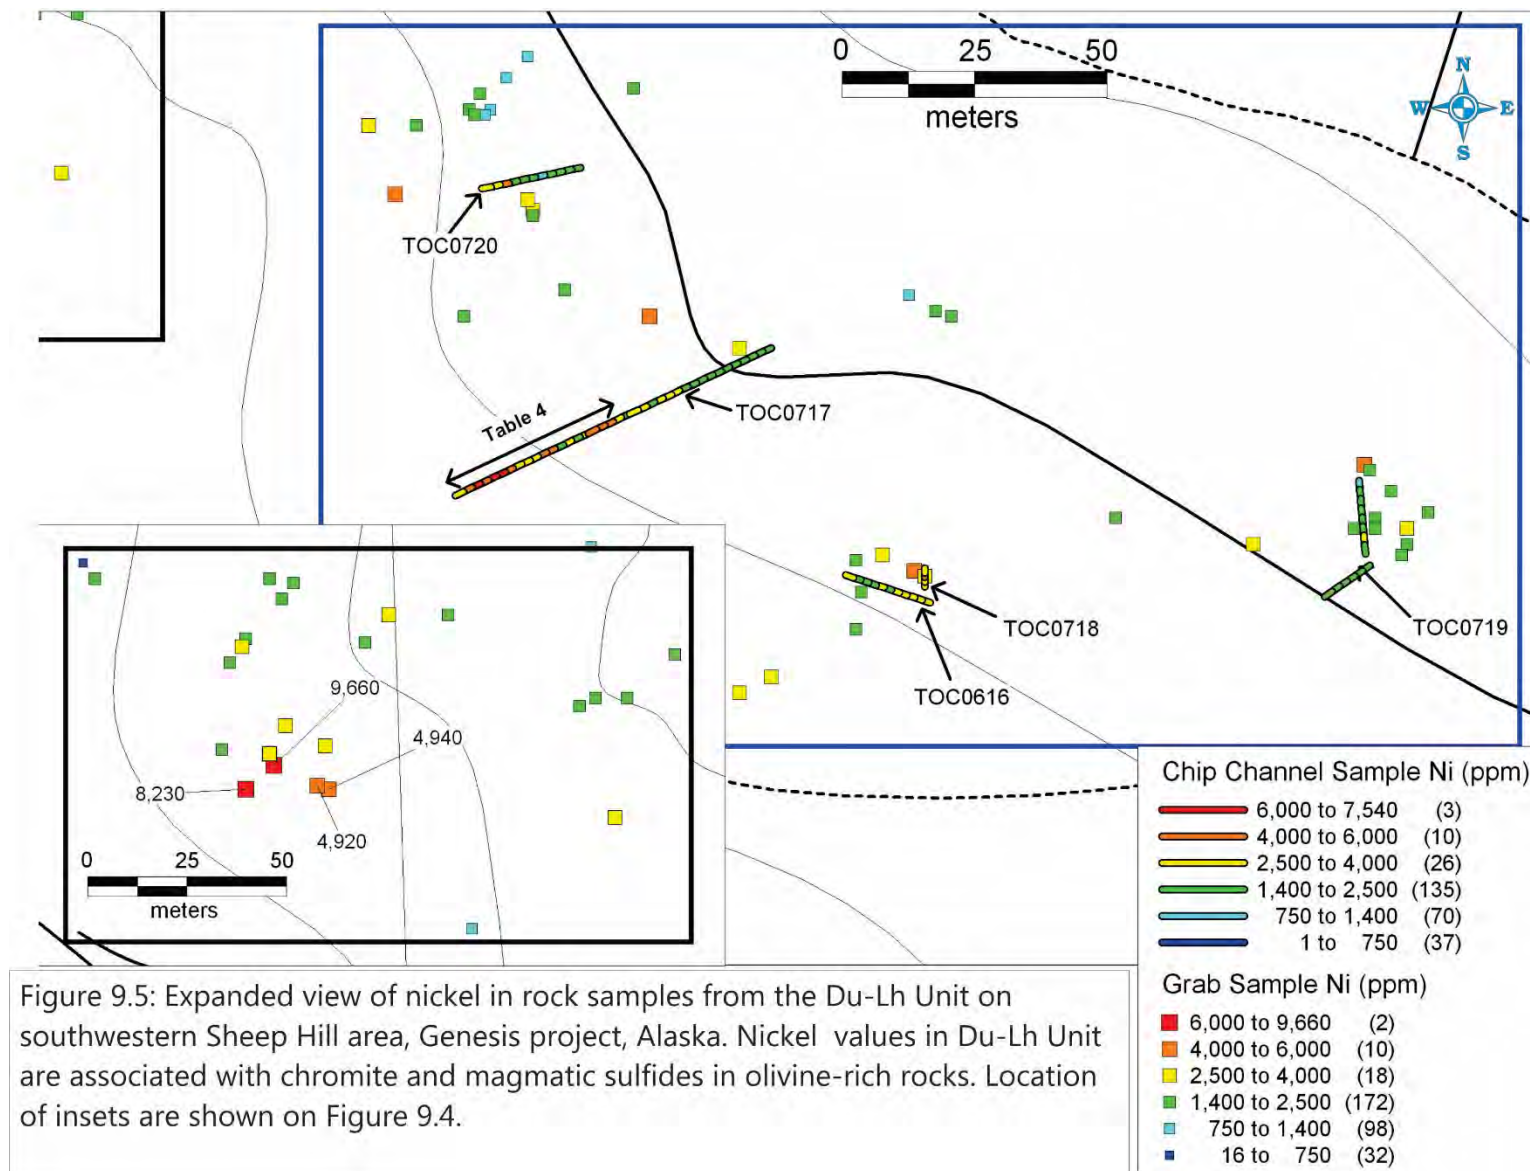 0 25 50
meters
N
W E
S
TOC0720
Table 4
TOC0717
TOC0718
TOC0719
TOC0616
9,660
4,940
8,230
4,920
0 25 50
meters
Chip Channel Sample Ni (ppm)
6,000 to 7,540 (3)
4,000 to 6,000 (10)
2,500 to 4,000 (26)
1,400 to 2,500 (135)
750 to 1,400 (70)
1 to 750 (37)
Grab Sample Ni (ppm)
6,000 to 9,660 (2)
4,000 to 6,000 (10)
2,500 to 4,000 (18)
1,400 to 2,500 (172)
750 to 1,400 (98)
16 to 750 (32)
Figure 9.5: Expanded view of nickel in rock samples from the Du-Lh Unit on
southwestern Sheep Hill area, Genesis project, Alaska. Nickel values in Du-Lh Unit
are associated with chromite and magmatic sulfides in olivine-rich rocks. Location
of insets are shown on Figure 9.4.